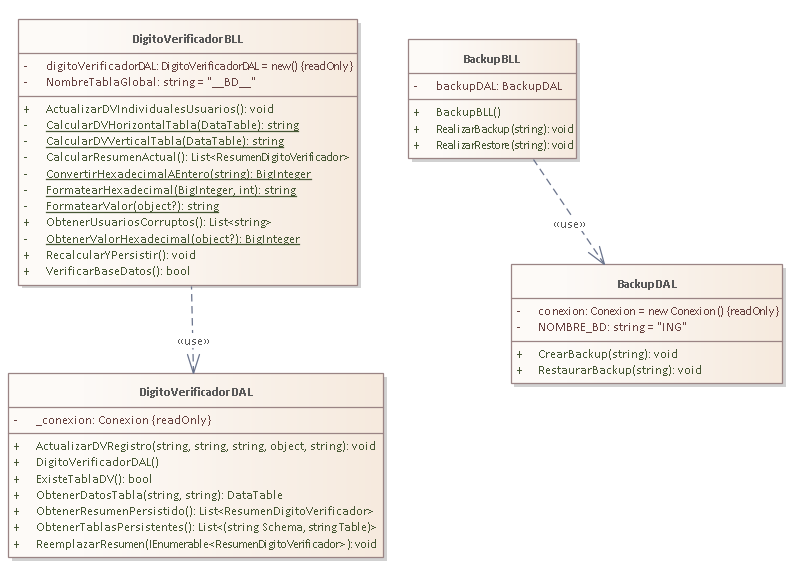 DigitoVerificadorBLL
- digitoVerificadorDAL: DigitoVerificadorDAL = new() {readOnly}
- NombreTablaGlobal: string = "__BD__"
+ ActualizarDVIndividualesUsuarios(): void
- CalcularDVHorizontalTabla(DataTable): string
- CalcularDVVerticalTabla(DataTable): string
- CalcularResumenActual(): List<ResumenDigitoVerificador>
- ConvertirHexadecimalAEntero(string): BigInteger
- FormatearHexadecimal(BigInteger, int): string
- FormatearValor(object?): string
+ ObtenerUsuariosCorruptos(): List<string>
- ObtenerValorHexadecimal(object?): BigInteger
+ RecalcularYPersistir(): void
+ VerificarBaseDatos(): bool
«use»
DigitoVerificadorDAL
- _conexion: Conexion {readOnly}
+ ActualizarDVRegistro(string, string, string, object, string): void
+ DigitoVerificadorDAL()
+ ExisteTablaDV(): bool
+ ObtenerDatosTabla(string, string): DataTable
+ ObtenerResumenPersistido(): List<ResumenDigitoVerificador>
+ ObtenerTablasPersistentes(): List<(string Schema, string Table)>
+ ReemplazarResumen(IEnumerable<ResumenDigitoVerificador>): void
BackupBLL
- backupDAL: BackupDAL
+ BackupBLL()
+ RealizarBackup(string): void
+ RealizarRestore(string): void
«use»
BackupDAL
- conexion: Conexion = new Conexion() {readOnly}
- NOMBRE_BD: string = "ING"
+ CrearBackup(string): void
+ RestaurarBackup(string): void